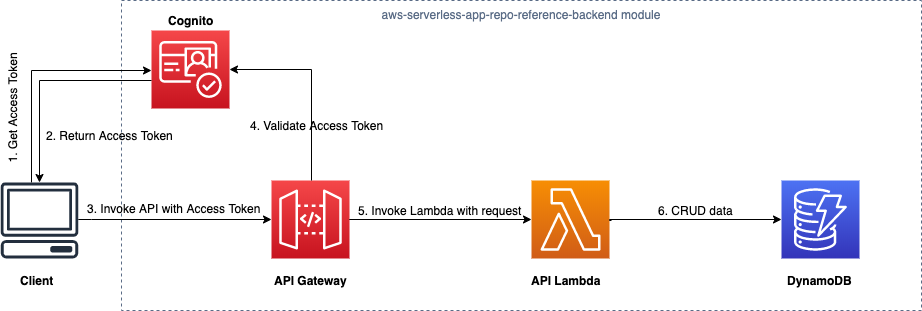 aws-serverless-app-repo-reference-backend module
Cognito
1. Get Access Token
2. Return Access Token
4. Validate Access Token
3. Invoke API with Access Token
5. Invoke Lambda with request
6. CRUD data
Client
API Gateway
API Lambda
DynamoDB